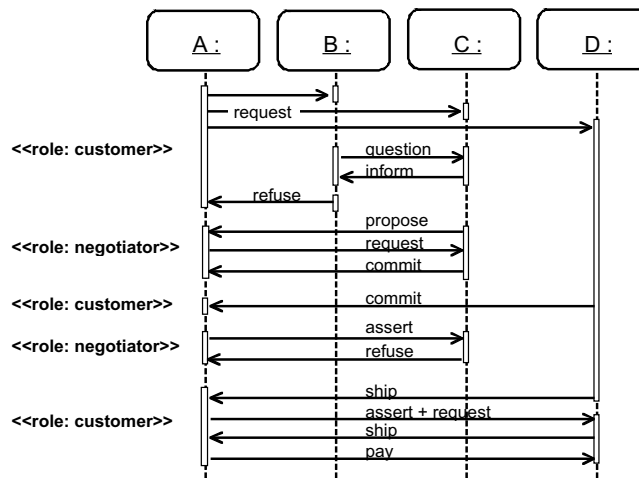 A :
B :
C :
D :
request
<<role: customer>>
question
inform
refuse
propose
<<role: negotiator>>
request
commit
<<role: customer>>
commit
assert
<<role: negotiator>>
refuse
ship
<<role: customer>>
assert + request
ship
pay